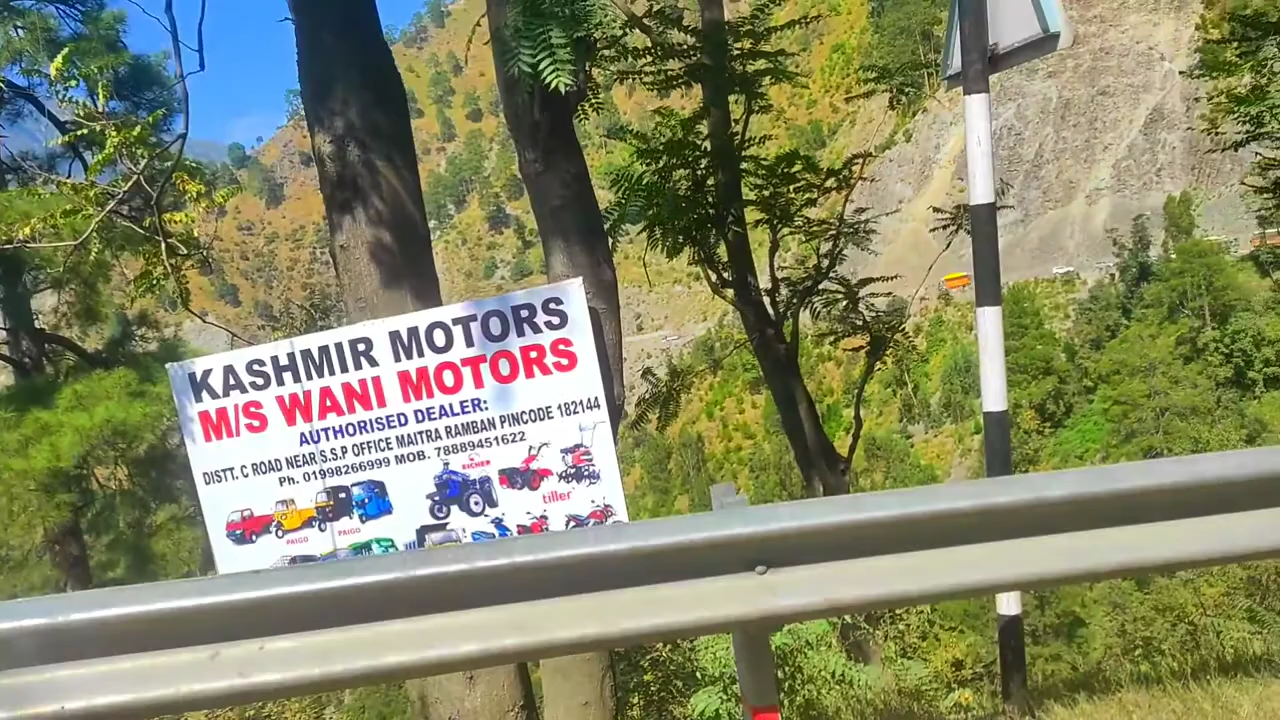 KASHMIR MOTORS
M/S WANI MOTORS
AUTHORISED DEALER:
DISTT. C ROAD NEAR S.S.P OFFICE MAITRA RAMBAN PINCODE 182144
Ph. 01998266999 MOB. 78889451622
EICHER
tiller
PAIGO PAIGO